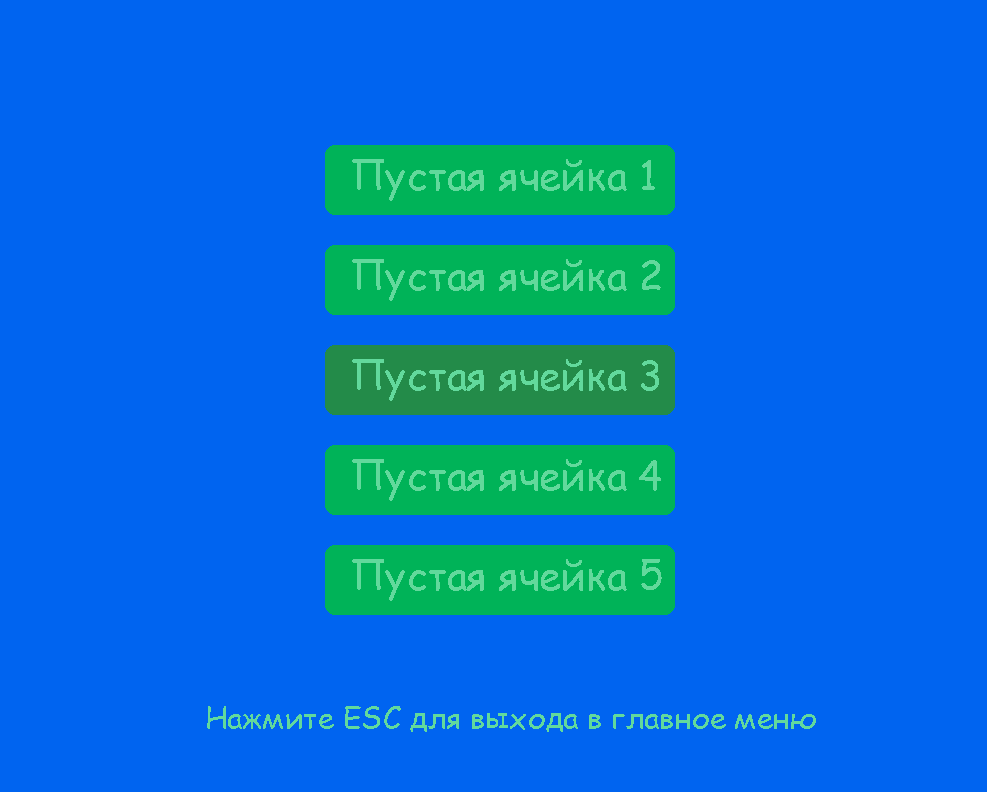 Пустая ячейка 1
Пустая ячейка 2
Пустая ячейка 3
Пустая ячейка 4
Пустая ячейка 5
Нажмите ESC для выхода в главное меню